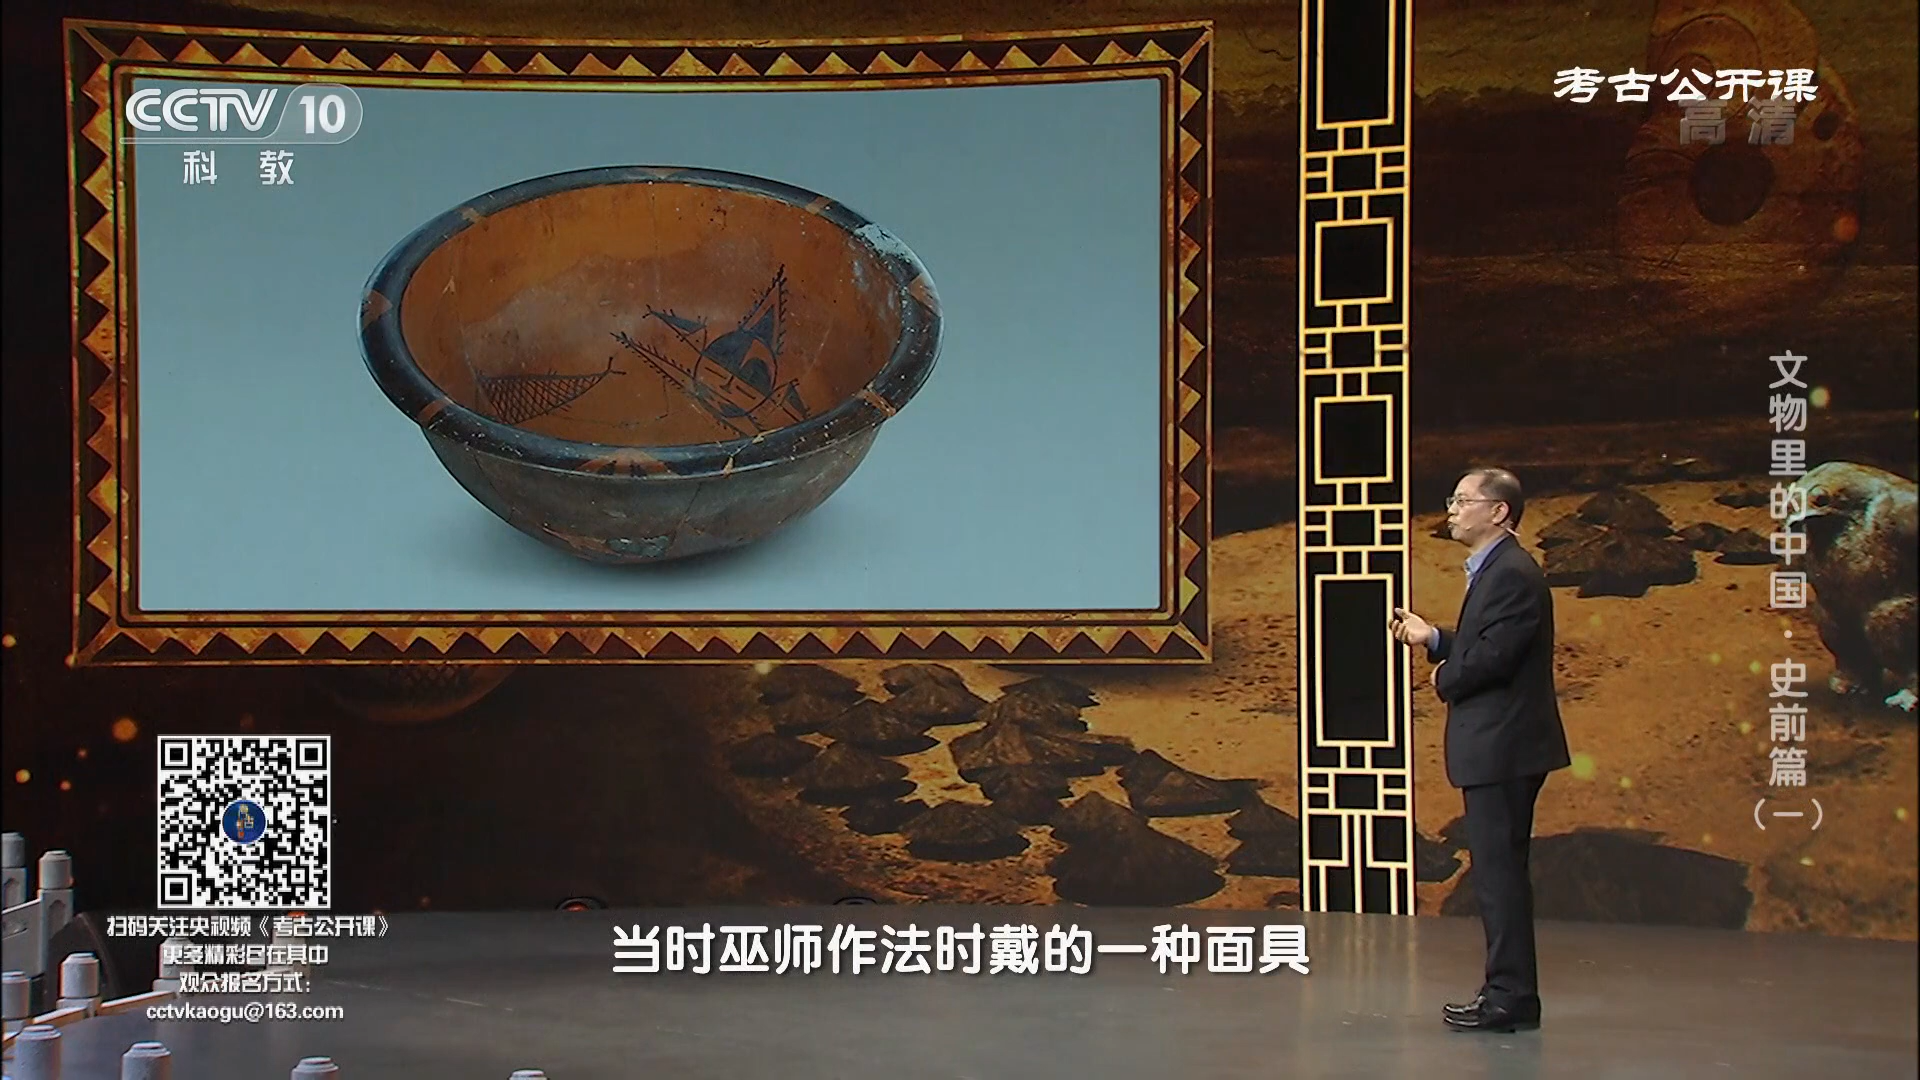 CCTV 10
科 教
考古公开课
高清
文物里的中国·史前篇（一）
扫码关注央视频《考古公开课》
更多精彩尽在其中
观众报名方式：
cctvkaogu@163.com
当时巫师作法时戴的一种面具